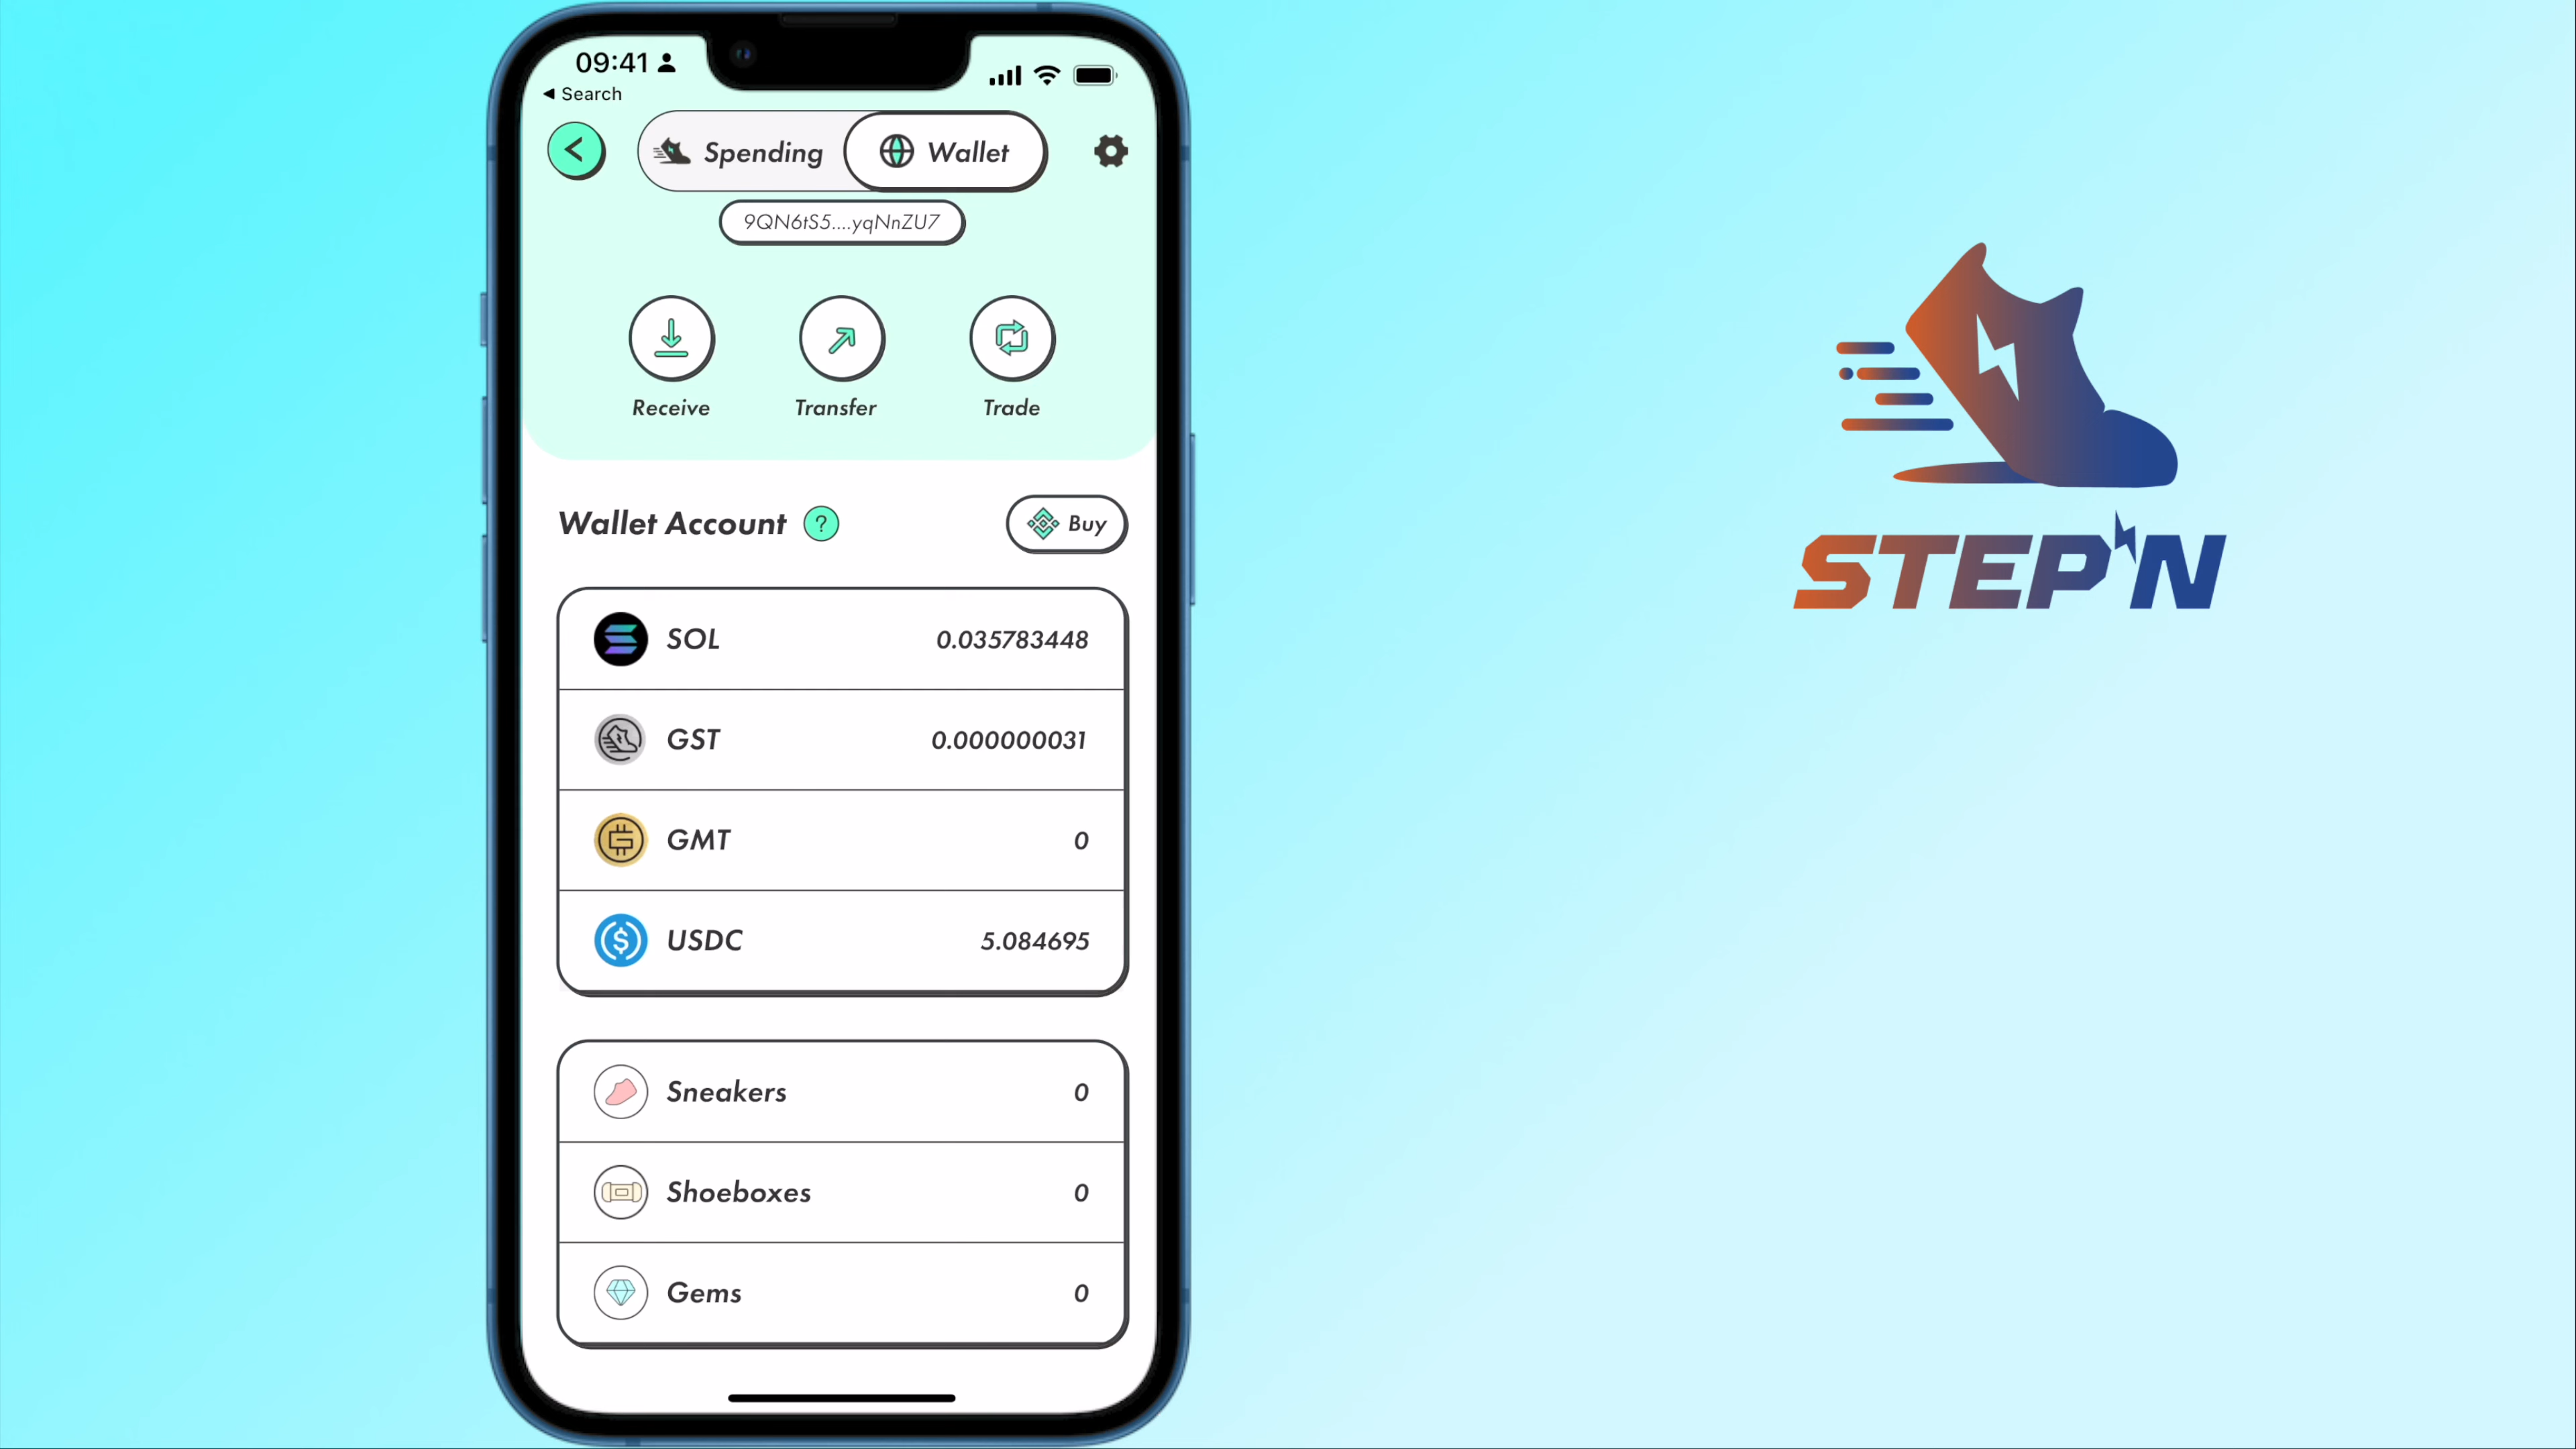 09:41
◀ Search
Spending
Wallet
9QN6tS5....yqNnZU7
Receive
Transfer
Trade
Wallet Account ?
Buy
SOL 0.035783448
GST 0.000000031
GMT 0
USDC 5.084695
Sneakers 0
Shoeboxes 0
Gems 0
STEP'N